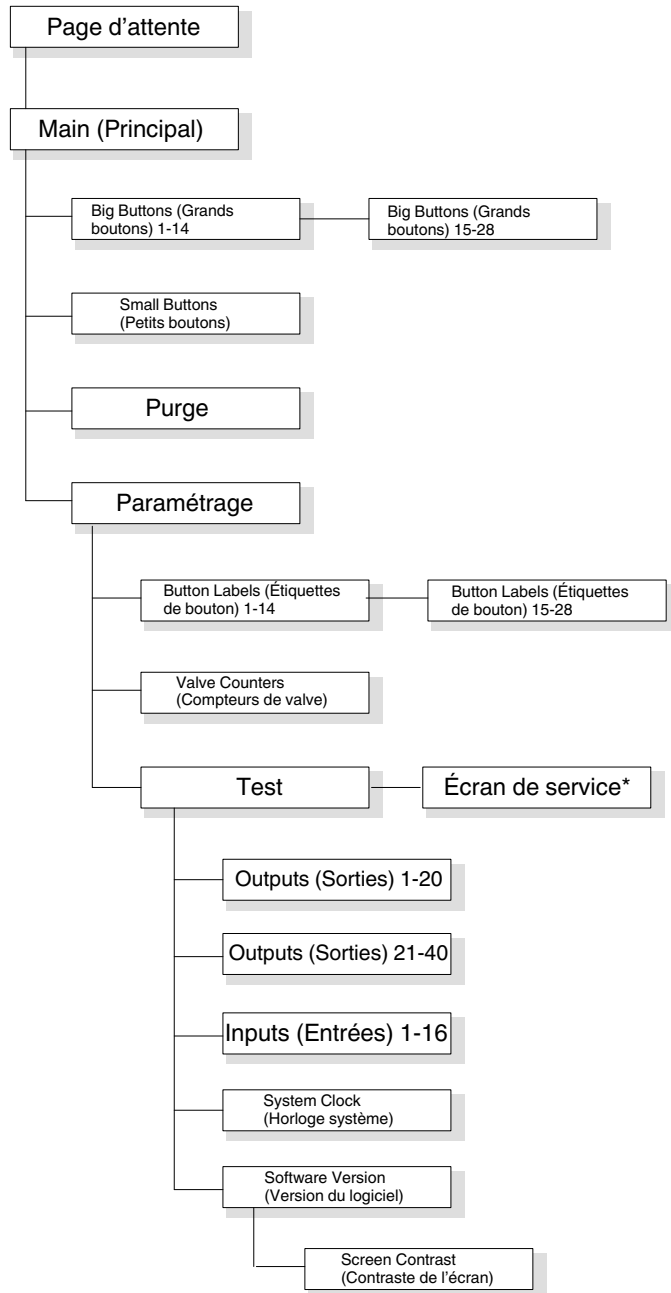 Page d’attente
Main (Principal)
Big Buttons (Grands
boutons) 1-14
Big Buttons (Grands
boutons) 15-28
Small Buttons
(Petits boutons)
Purge
Paramétrage
Button Labels (Étiquettes
de bouton) 1-14
Button Labels (Étiquettes
de bouton) 15-28
Valve Counters
(Compteurs de valve)
Test
Écran de service*
Outputs (Sorties) 1-20
Outputs (Sorties) 21-40
Inputs (Entrées) 1-16
System Clock
(Horloge système)
Software Version
(Version du logiciel)
Screen Contrast
(Contraste de l’écran)